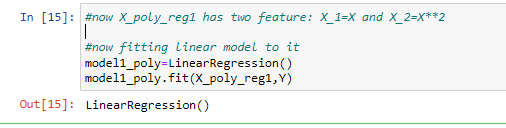 In [15]: #now X_poly_reg1 has two feature: X_1=X and X_2=X**2
#now fitting linear model to it
model1_poly=LinearRegression()
model1_poly.fit(X_poly_reg1,Y)
Out[15]: LinearRegression()